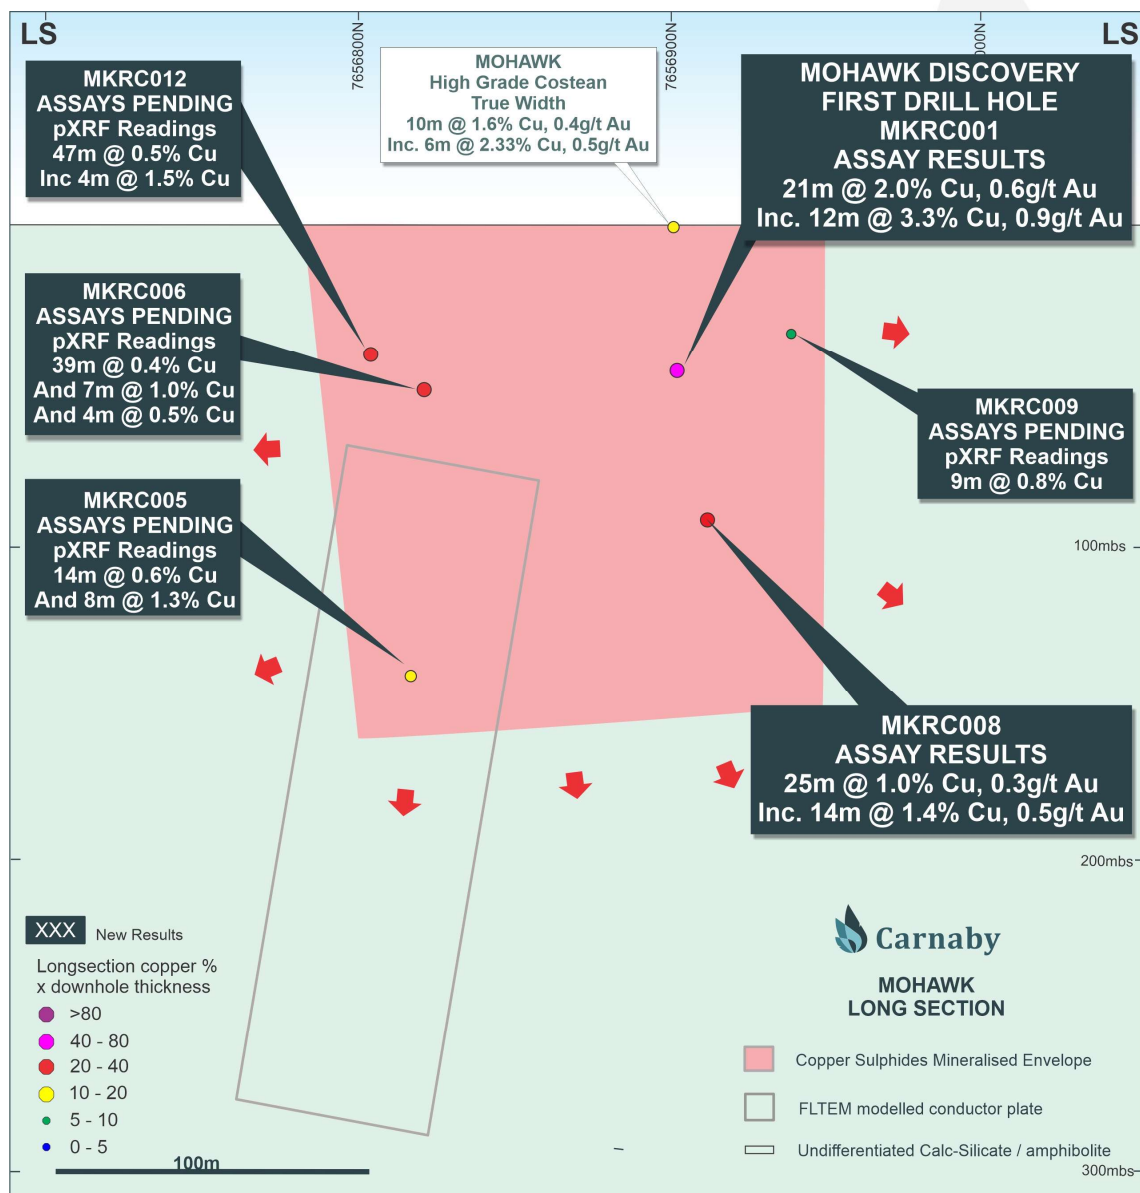 LS
7656800N
7656900N
LS
MKRC012
ASSAYS PENDING
pXRF Readings
47m @ 0.5% Cu
Inc 4m @ 1.5% Cu
MOHAWK
High Grade Costean
True Width
10m @ 1.6% Cu, 0.4g/t Au
Inc. 6m @ 2.33% Cu, 0.5g/t Au
MOHAWK DISCOVERY
FIRST DRILL HOLE
MKRC001
ASSAY RESULTS
21m @ 2.0% Cu, 0.6g/t Au
Inc. 12m @ 3.3% Cu, 0.9g/t Au
MKRC006
ASSAYS PENDING
pXRF Readings
39m @ 0.4% Cu
And 7m @ 1.0% Cu
And 4m @ 0.5% Cu
MKRC009
ASSAYS PENDING
pXRF Readings
9m @ 0.8% Cu
MKRC005
ASSAYS PENDING
pXRF Readings
14m @ 0.6% Cu
And 8m @ 1.3% Cu
100mbs
MKRC008
ASSAY RESULTS
25m @ 1.0% Cu, 0.3g/t Au
Inc. 14m @ 1.4% Cu, 0.5g/t Au
200mbs
XXX New Results
Longsection copper %
x downhole thickness
>80
40 - 80
20 - 40
10 - 20
5 - 10
0 - 5
100m
Carnaby
MOHAWK
LONG SECTION
Copper Sulphides Mineralised Envelope
FLTEM modelled conductor plate
Undifferentiated Calc-Silicate / amphibolite
300mbs